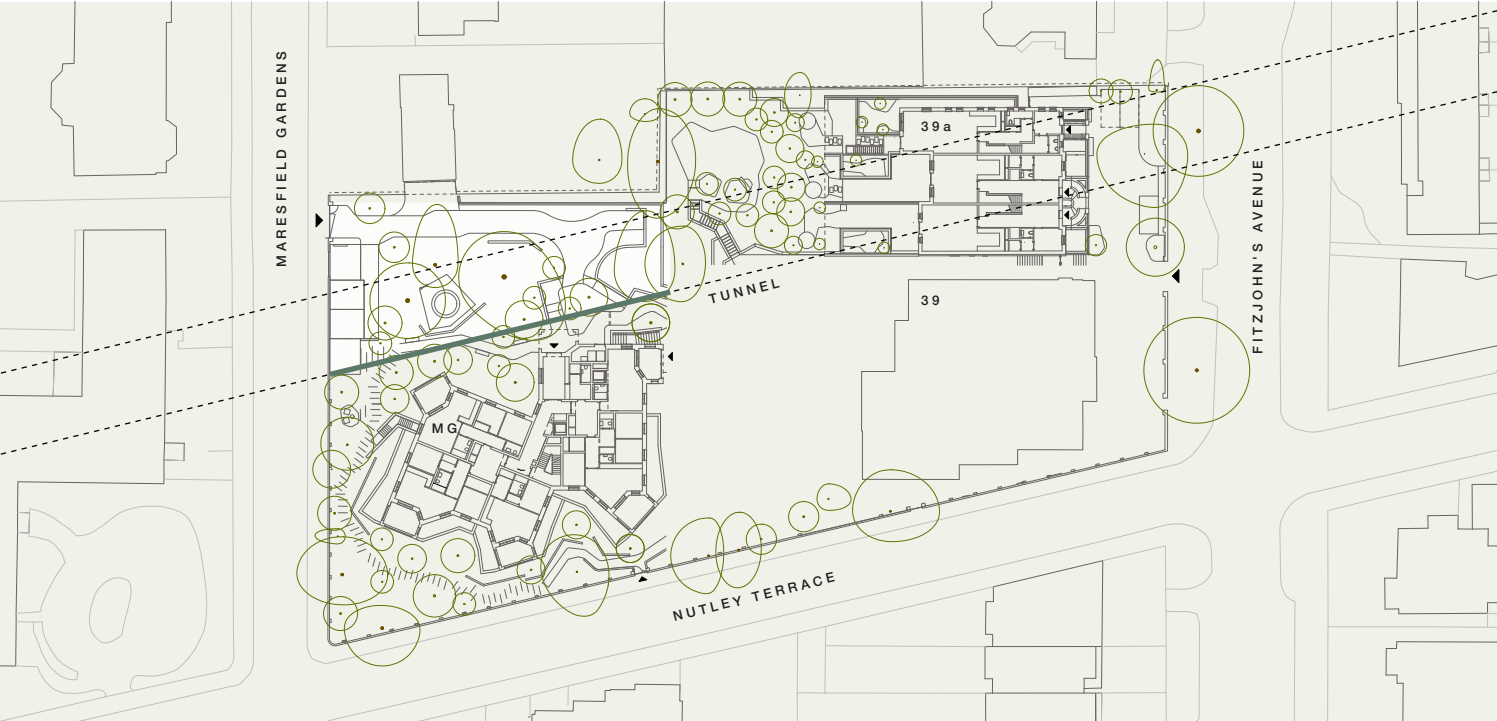 MARESFIELD GARDENS
39a
FITZJOHN'S AVENUE
TUNNEL
39
MG
NUTLEY TERRACE